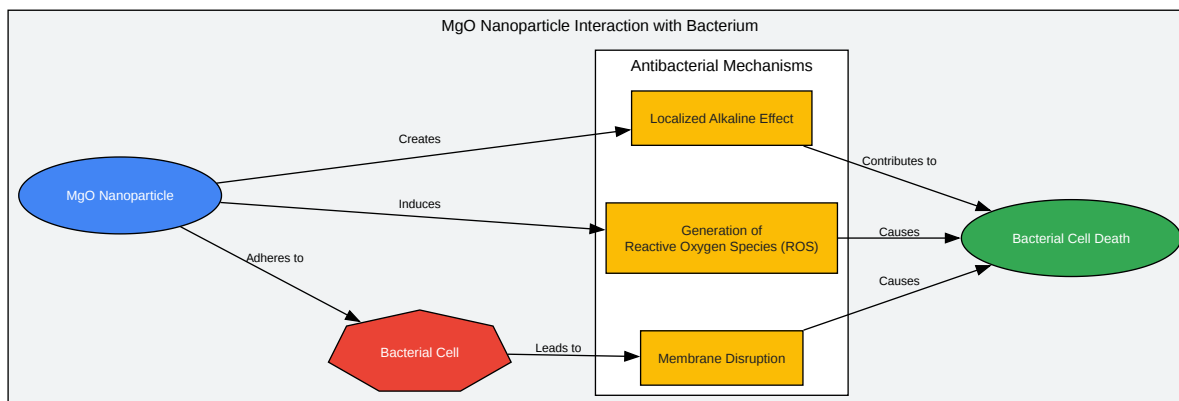 MgO Nanoparticle Interaction with Bacterium
Antibacterial Mechanisms
Localized Alkaline Effect
Creates
Contributes to
MgO Nanoparticle
Induces
Generation of
Reactive Oxygen Species (ROS)
Causes
Bacterial Cell Death
Adheres to
Causes
Bacterial Cell
Leads to
Membrane Disruption